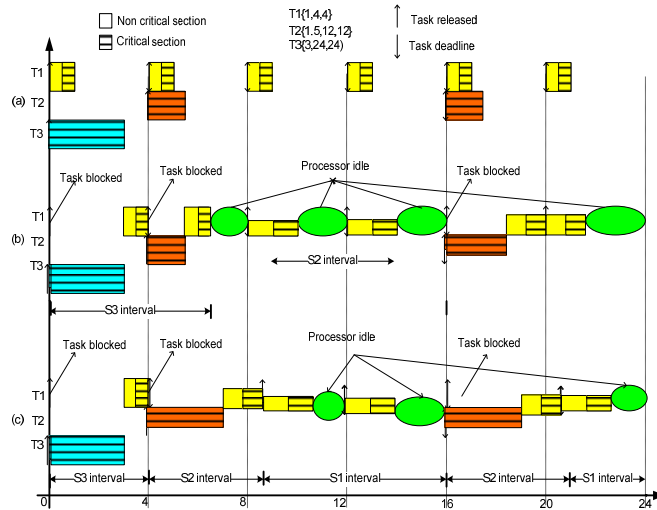 Non critical section
Critical section
T1{1,4,4}
T2{1.5,12,12}
T3{3,24,24)
Task released
Task deadline
T1
(a)
T2
T3
Task blocked
Task blocked
Processor idle
Task blocked
T1
(b)
T2
T3
S2 interval
S3 interval
Task blocked
Task blocked
Processor idle
Task blocked
T1
(c)
T2
T3
S3 interval
S2 interval
S1 interval
S2 interval
S1 interval
0
4
8
12
16
20
24